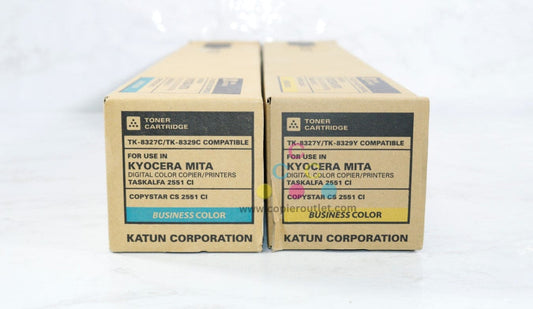 TONER
CARTRIDGE
TK-8327C/TK-8329C COMPATIBLE
FOR USE IN
KYOCERA MITA
DIGITAL COLOR COPIER/PRINTERS
TASKALFA 2551 CI
COPYSTAR CS 2551 CI
BUSINESS COLOR
KATUN CORPORATION
TONER
CARTRIDGE
TK-8327Y/TK-8329Y COMPATIBLE
FOR USE IN
KYOCERA MITA
DIGITAL COLOR COPIER/PRINTERS
TASKALFA 2551 CI
COPYSTAR CS 2551 CI
BUSINESS COLOR
KATUN CORPORATION
www.copieroutlet.com